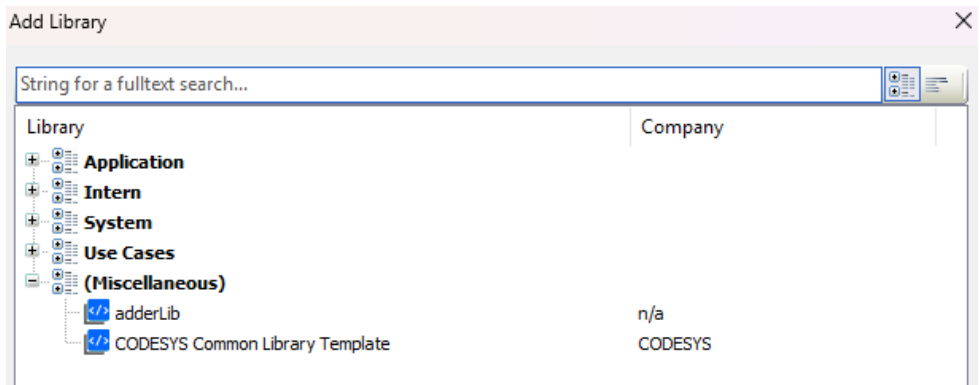 Add Library
String for a fulltext search...
Library Company
Application
Intern
System
Use Cases
(Miscellaneous)
adderLib n/a
CODESYS Common Library Template CODESYS